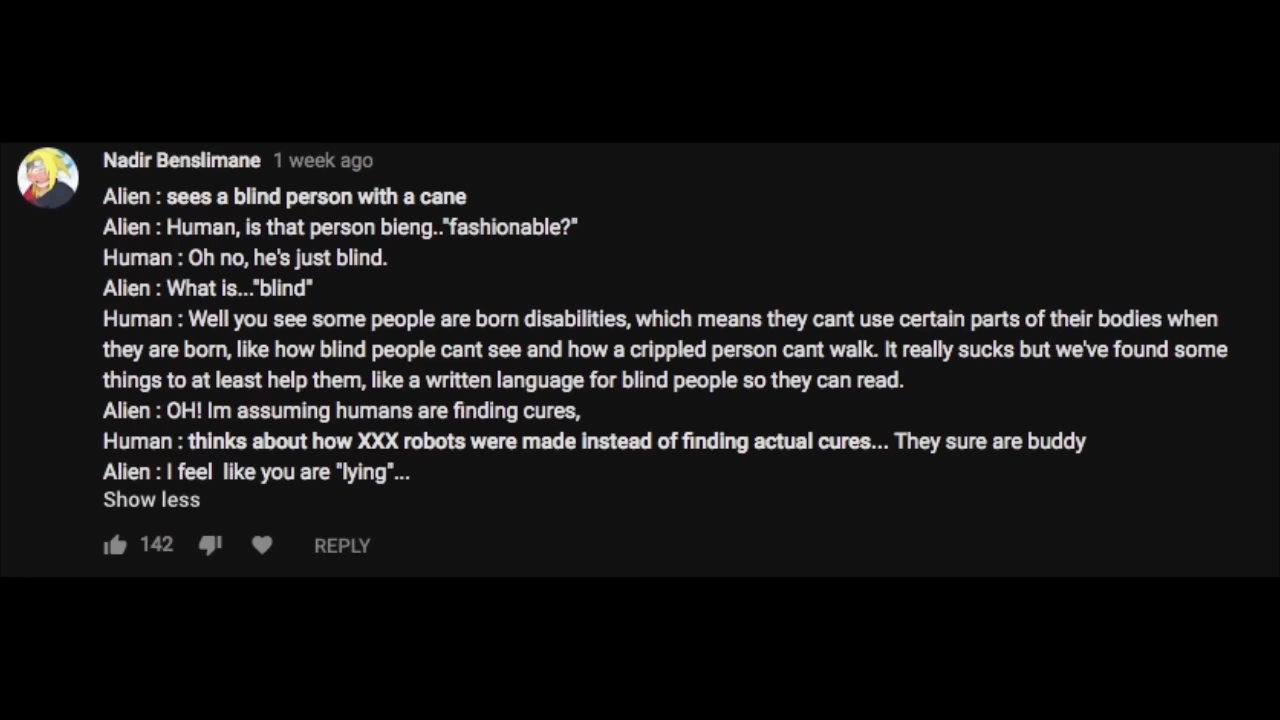 Nadir Benslimane 1 week ago
Alien : sees a blind person with a cane
Alien : Human, is that person bieng.."fashionable?"
Human : Oh no, he's just blind.
Alien : What is..."blind"
Human : Well you see some people are born disabilities, which means they cant use certain parts of their bodies when
they are born, like how blind people cant see and how a crippled person cant walk. It really sucks but we've found some
things to at least help them, like a written language for blind people so they can read.
Alien : OH! Im assuming humans are finding cures,
Human : thinks about how XXX robots were made instead of finding actual cures... They sure are buddy
Alien : I feel  like you are "lying"...
Show less
142 REPLY